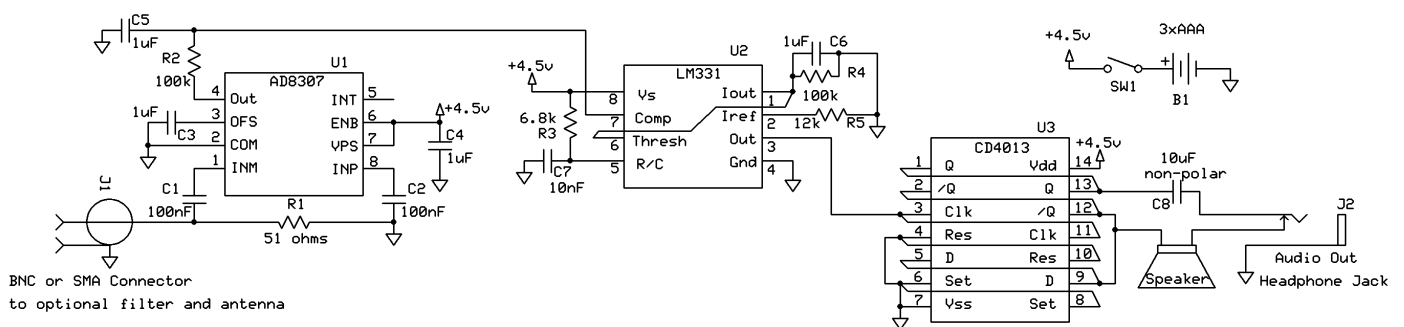 C5
1uF
R2
100k
U1
AD8307
4 Out
INT 5
1uF
C3
3 OFS
ENB 6
+4.5v
2 COM
VPS 7
C4
1uF
1 INM
INP 8
J1
C1
100nF
R1
51 ohms
C2
100nF
BNC or SMA Connector
to optional filter and antenna
U2
LM331
+4.5v
8 Vs
Iout 1
7 Comp
Iref 2
6 Thresh
Out 3
5 R/C
Gnd 4
6.8k
R3
C7
10nF
1uF
C6
R4
100k
12k
R5
+4.5v
SW1
3xAAA
+
B1
U3
CD4013
+4.5v
1 Q
Vdd 14
2 /Q
Q 13
3 Clk
/Q 12
4 Res
Clk 11
5 D
Res 10
6 Set
D 9
7 Vss
Set 8
10uF
non-polar
C8
Speaker
J2
Audio Out
Headphone Jack